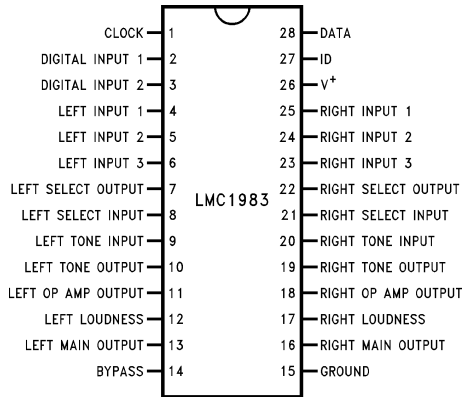 CLOCK 1 28 DATA
DIGITAL INPUT 1 2 27 ID
DIGITAL INPUT 2 3 26 V+
LEFT INPUT 1 4 25 RIGHT INPUT 1
LEFT INPUT 2 5 24 RIGHT INPUT 2
LEFT INPUT 3 6 23 RIGHT INPUT 3
LEFT SELECT OUTPUT 7 22 RIGHT SELECT OUTPUT
LMC1983
LEFT SELECT INPUT 8 21 RIGHT SELECT INPUT
LEFT TONE INPUT 9 20 RIGHT TONE INPUT
LEFT TONE OUTPUT 10 19 RIGHT TONE OUTPUT
LEFT OP AMP OUTPUT 11 18 RIGHT OP AMP OUTPUT
LEFT LOUDNESS 12 17 RIGHT LOUDNESS
LEFT MAIN OUTPUT 13 16 RIGHT MAIN OUTPUT
BYPASS 14 15 GROUND